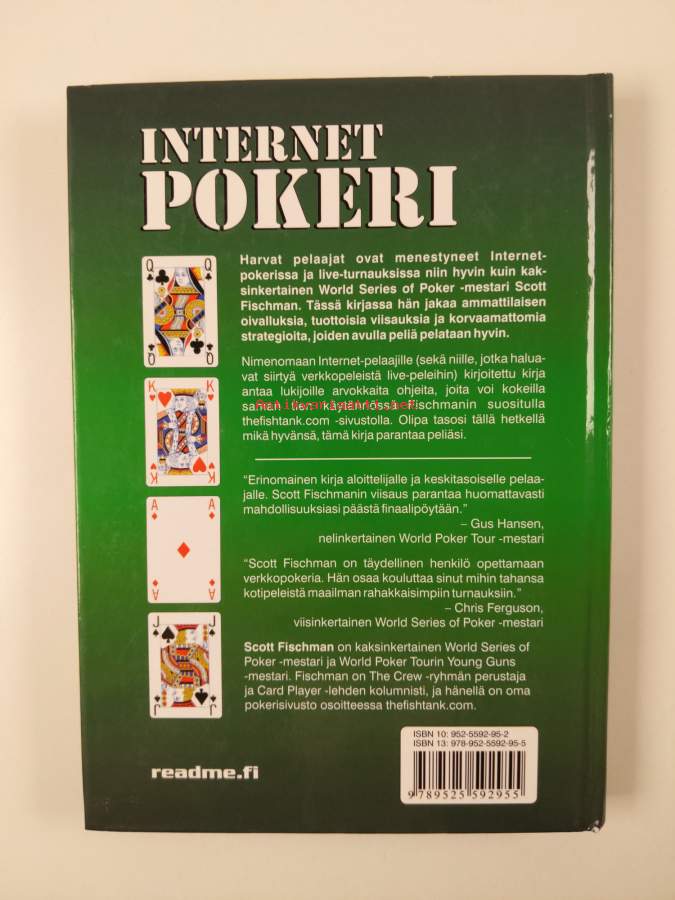 INTERNET
POKERI
Harvat pelaajat ovat menestyneet Internet-
pokerissa ja live-turnauksissa niin hyvin kuin kak-
sinkertainen World Series of Poker -mestari Scott
Fischman. Tässä kirjassa hän jakaa ammattilaisen
oivalluksia, tuottoisia viisauksia ja korvaamattomia
strategioita, joiden avulla peliä pelataan hyvin.
Nimenomaan Internet-pelaajille (sekä niille, jotka halua-
vat siirtyä verkkopeleistä live-peleihin) kirjoitettu kirja
antaa lukijoille arvokkaita ohjeita, joita voi kokeilla
saman tien käytännössä Fischmanin suositulla
thefishtank.com -sivustolla. Olipa tasosi tällä hetkellä
mikä hyvänsä, tämä kirja parantaa peliäsi.
"Erinomainen kirja aloittelijalle ja keskitasoiselle pelaa-
jalle. Scott Fischmanin viisaus parantaa huomattavasti
mahdollisuuksiasi päästä finaalipöytään."
– Gus Hansen,
nelinkertainen World Poker Tour -mestari
"Scott Fischman on täydellinen henkilö opettamaan
verkkopokeria. Hän osaa kouluttaa sinut mihin tahansa
kotipeleistä maailman rahakkaisimpiin turnauksiin."
– Chris Ferguson,
viisinkertainen World Series of Poker -mestari
Scott Fischman on kaksinkertainen World Series of
Poker -mestari ja World Poker Tourin Young Guns
-mestari. Fischman on The Crew -ryhmän perustaja
ja Card Player -lehden kolumnisti, ja hänellä on oma
pokerisivusto osoitteessa thefishtank.com.
Q Q
Q Q
K K
K K
A A
A A
J J
J J
ISBN 10: 952-5592-95-2
ISBN 13: 978-952-5592-95-5
9 789525 592955
readme.fi